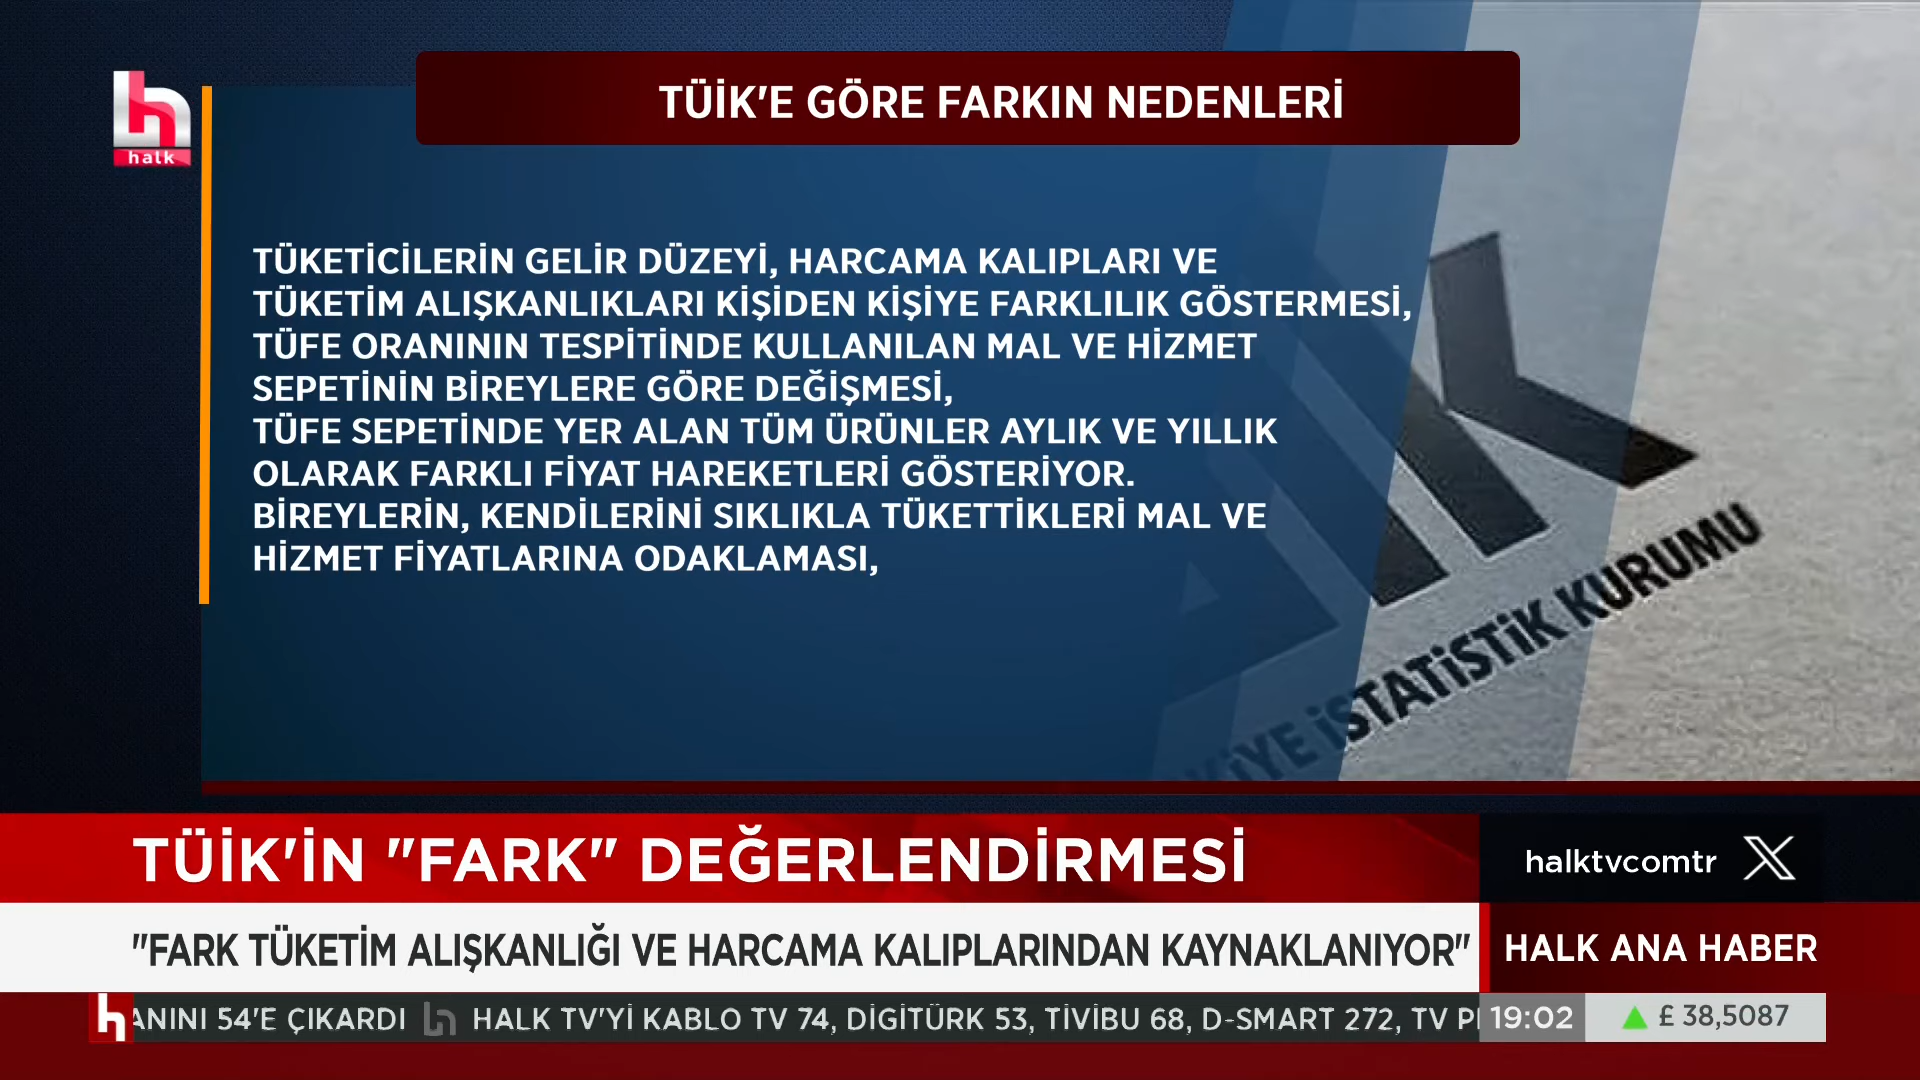 TÜİK'E GÖRE FARKIN NEDENLERİ
halk
TÜKETİCİLERİN GELİR DÜZEYİ, HARCAMA KALIPLARI VE
TÜKETİM ALIŞKANLIKLARI KİŞİDEN KİŞİYE FARKLILIK GÖSTERMESİ,
TÜFE ORANININ TESPİTİNDE KULLANILAN MAL VE HİZMET
SEPETİNİN BİREYLERE GÖRE DEĞİŞMESİ,
TÜFE SEPETİNDE YER ALAN TÜM ÜRÜNLER AYLIK VE YILLIK
OLARAK FARKLI FİYAT HAREKETLERİ GÖSTERİYOR.
BİREYLERİN, KENDİLERİNİ SIKLIKLA TÜKETTİKLERİ MAL VE
HİZMET FİYATLARINA ODAKLAMASI,
İSTATİSTİK KURUMU
TÜİK'İN "FARK" DEĞERLENDİRMESİ
halktvcomtr X
"FARK TÜKETİM ALIŞKANLIĞI VE HARCAMA KALIPLARINDAN KAYNAKLANIYOR"
HALK ANA HABER
ANINI 54'E ÇIKARDI HALK TV'Yİ KABLO TV 74, DİGİTÜRK 53, TİVİBU 68, D-SMART 272, TV
19:02
£ 38,5087